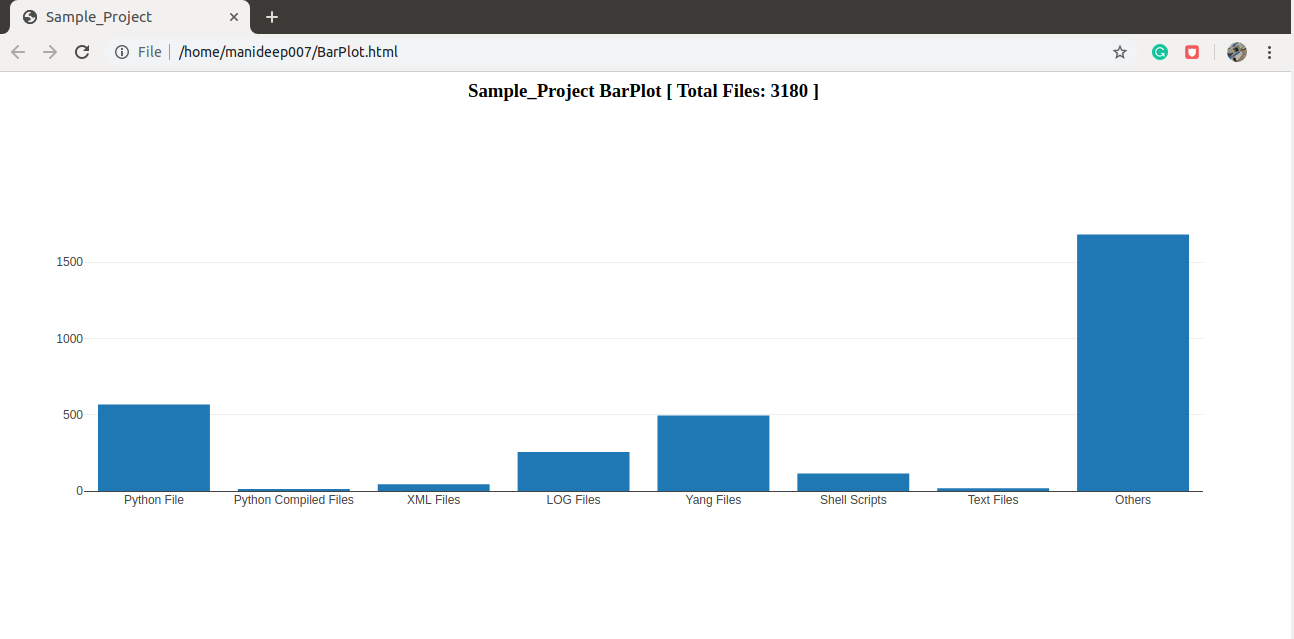 Sample_Project
File /home/manideep007/BarPlot.html
Sample_Project BarPlot [ Total Files: 3180 ]
1500
1000
500
0
Python File Python Compiled Files XML Files LOG Files Yang Files Shell Scripts Text Files Others